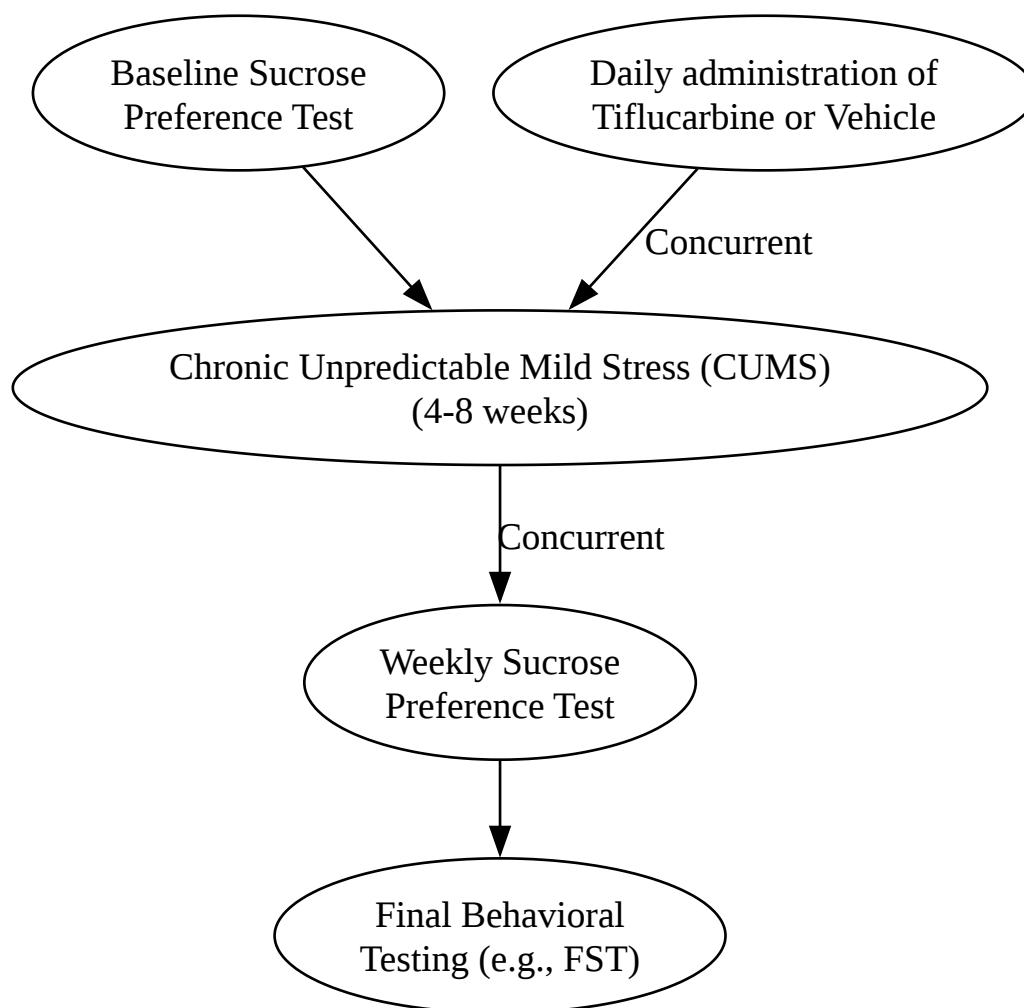 Baseline Sucrose
Preference Test
Daily administration of
Tiflucarbine or Vehicle
Concurrent
Chronic Unpredictable Mild Stress (CUMS)
(4-8 weeks)
Concurrent
Weekly Sucrose
Preference Test
Final Behavioral
Testing (e.g., FST)